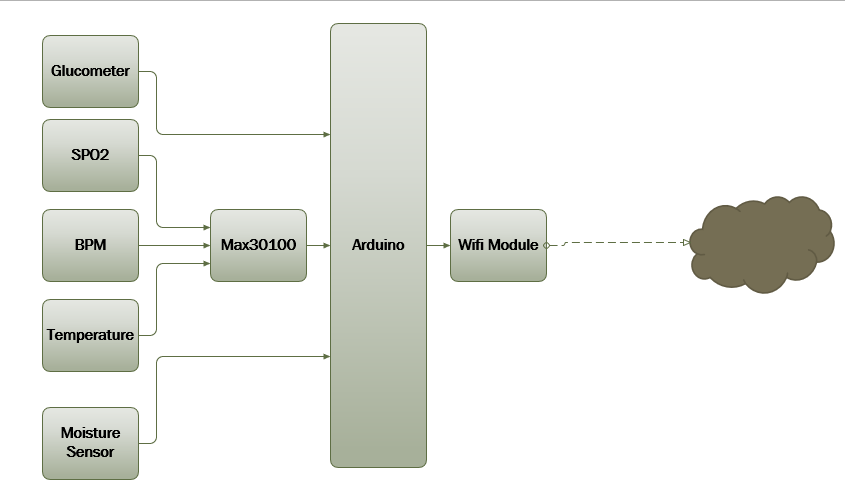 Glucometer
SPO2
BPM
Temperature
Moisture
Sensor
Max30100
Arduino
Wifi Module